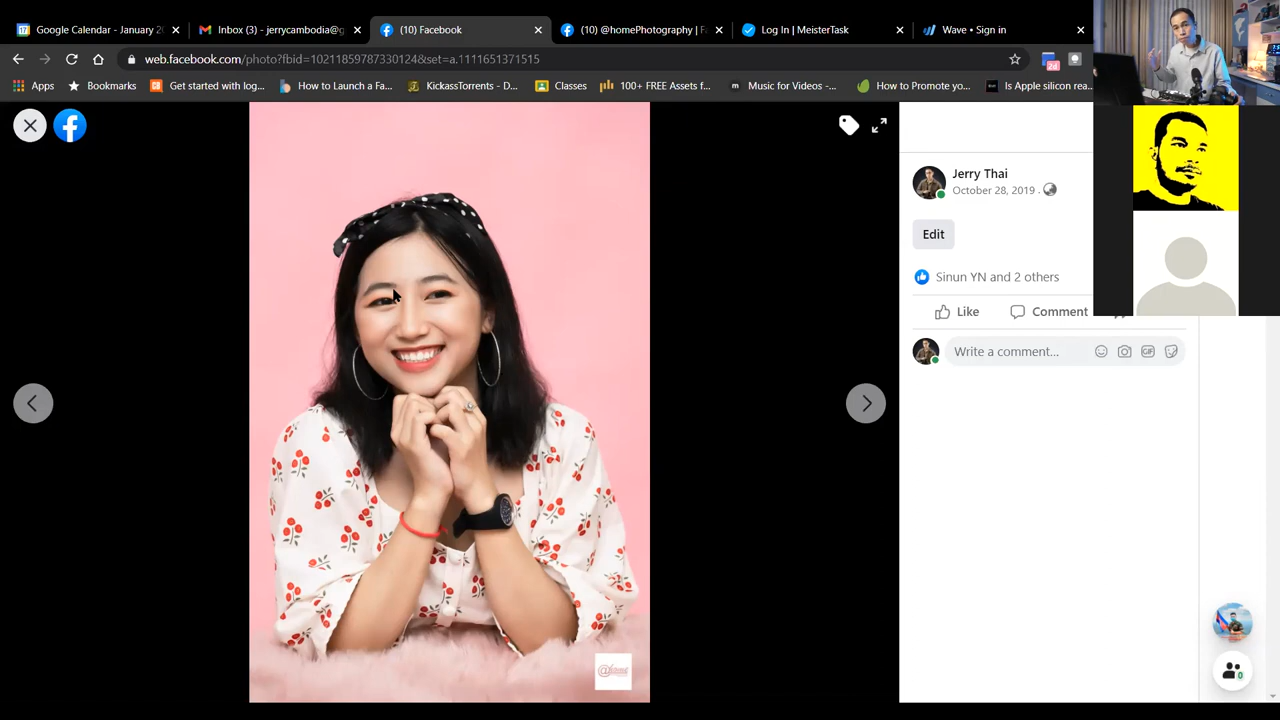 Google Calendar - January 2
Inbox (3) - jerrycambodia@g
(10) Facebook
(10) @homePhotography | Fa
Log In | MeisterTask
Wave • Sign in
web.facebook.com/photo?fbid=10211859787330124&set=a.1111651371515
Apps
Bookmarks
Get started with log...
How to Launch a Fa...
KickassTorrents - D...
Classes
100+ FREE Assets f...
Music for Videos -...
How to Promote yo...
Is Apple silicon rea...
Jerry Thai
October 28, 2019 ·
Edit
Sinun YN and 2 others
Like
Comment
Write a comment...